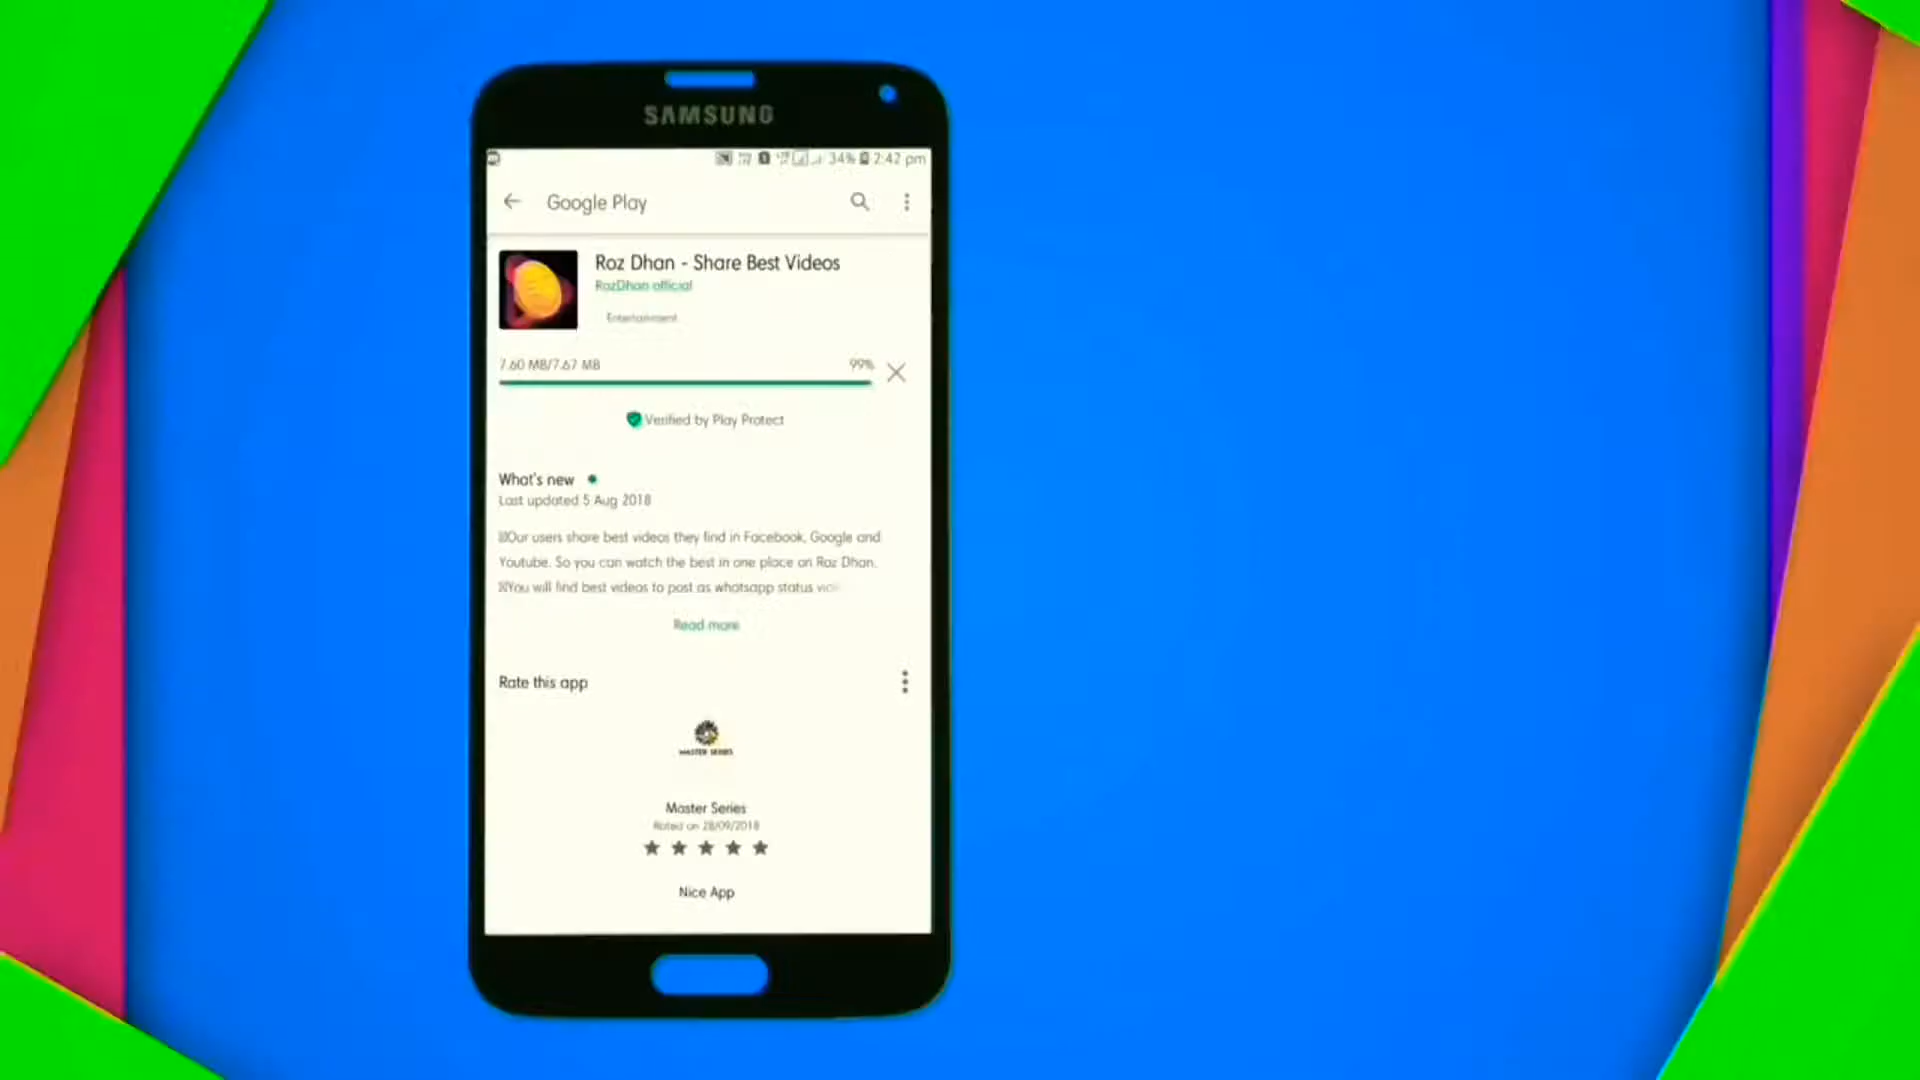 SAMSUNG
34% 2:42 pm
Google Play
Roz Dhan - Share Best Videos
RozDhan official
Entertainment
7.60 MB/7.67 MB 99%
Verified by Play Protect
What's new
Last updated 5 Aug 2018
Our users share best videos they find in Facebook, Google and
Youtube. So you can watch the best in one place on Roz Dhan.
You will find best videos to post as whatsapp status
Read more
Rate this app
MASTER SERIES
Master Series
Rated on 28/09/2018
Nice App